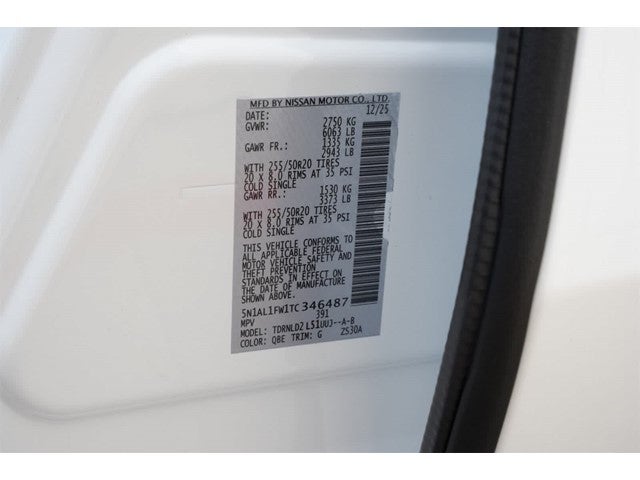 MFD BY NISSAN MOTOR CO., LTD.
DATE: 12/25
GVWR: 2750 KG
6063 LB
GAWR FR.: 1335 KG
2943 LB
WITH 255/50R20 TIRES
20 x 8.0 RIMS AT 35 PSI
COLD SINGLE
GAWR RR.: 1530 KG
3373 LB
WITH 255/50R20 TIRES
20 x 8.0 RIMS AT 35 PSI
COLD SINGLE
THIS VEHICLE CONFORMS TO
ALL APPLICABLE FEDERAL
MOTOR VEHICLE SAFETY AND
THEFT PREVENTION
STANDARDS IN EFFECT ON
THE DATE OF MANUFACTURE
5N1AL1FW1TC346487
MPV 391
MODEL: TDRNLD2 L51UUJ--A-B
COLOR: QBE TRIM: G ZS30A